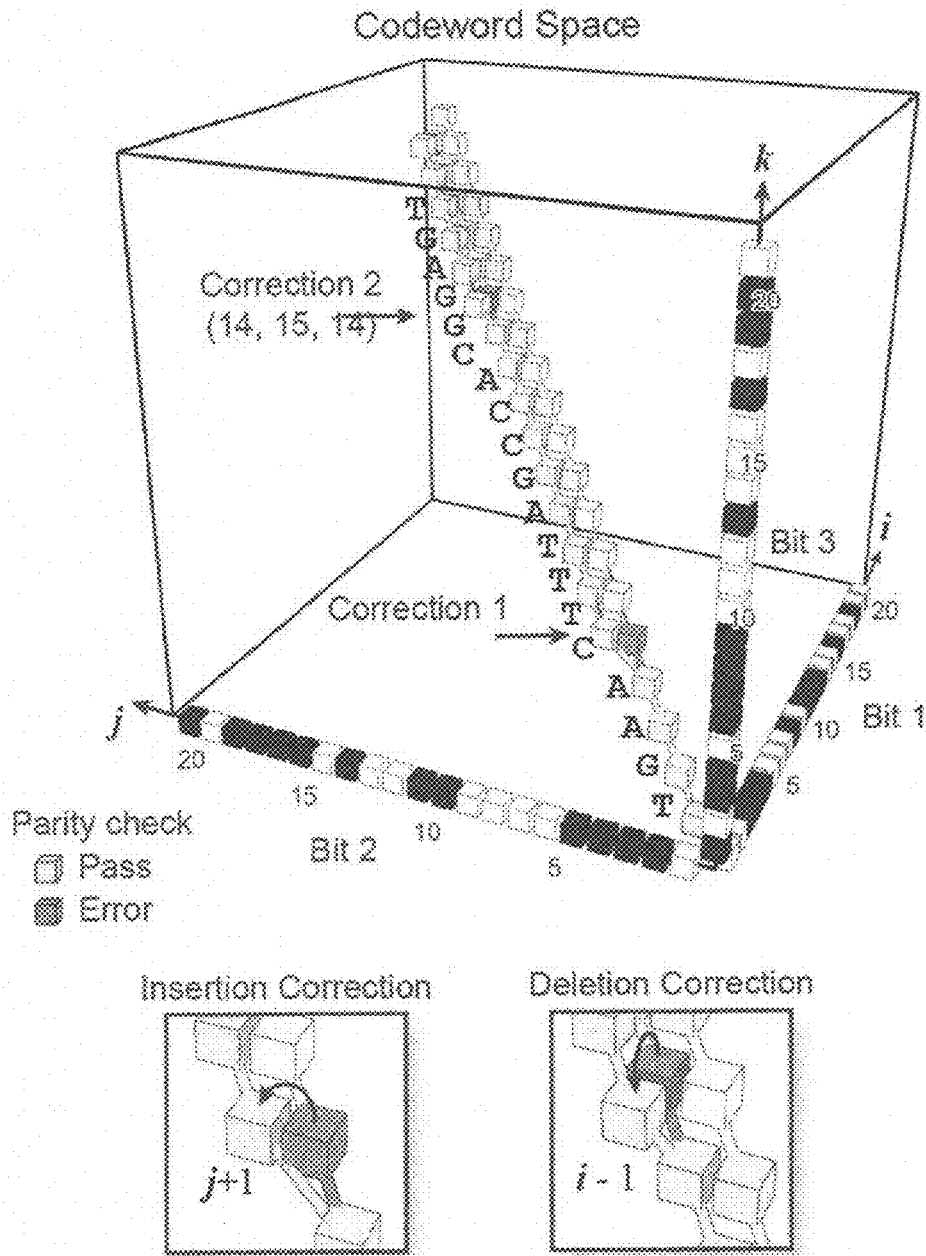 Codeword Space
k
T
G
A
Correction 2
G
(14, 15, 14)
G
C
A
C
C
G
A
T
T
T
Correction 1
C
A
A
G
T
20
15
10
5
Bit 3
i
20
15
10
5
Bit 1
j
20
15
10
5
Bit 2
Parity check
Pass
Error
Insertion Correction
j+1
Deletion Correction
i - 1